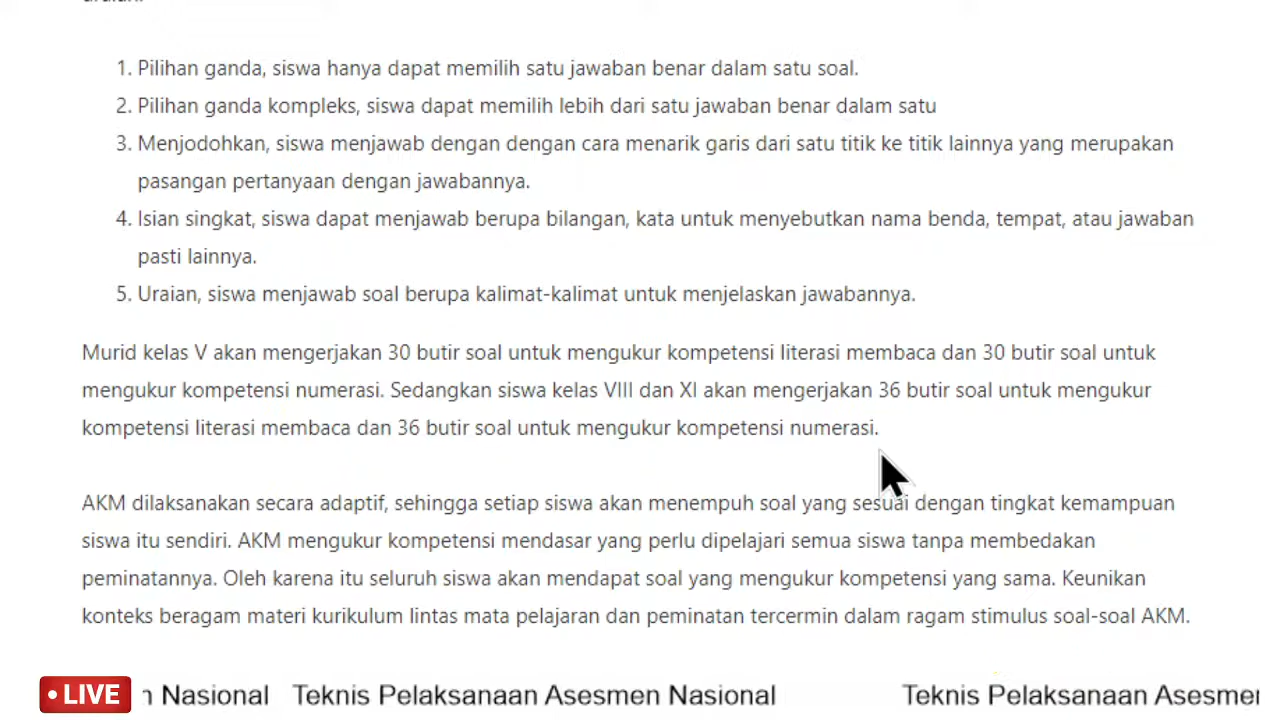 1. Pilihan ganda, siswa hanya dapat memilih satu jawaban benar dalam satu soal.
2. Pilihan ganda kompleks, siswa dapat memilih lebih dari satu jawaban benar dalam satu
3. Menjodohkan, siswa menjawab dengan dengan cara menarik garis dari satu titik ke titik lainnya yang merupakan
pasangan pertanyaan dengan jawabannya.
4. Isian singkat, siswa dapat menjawab berupa bilangan, kata untuk menyebutkan nama benda, tempat, atau jawaban
pasti lainnya.
5. Uraian, siswa menjawab soal berupa kalimat-kalimat untuk menjelaskan jawabannya.
Murid kelas V akan mengerjakan 30 butir soal untuk mengukur kompetensi literasi membaca dan 30 butir soal untuk
mengukur kompetensi numerasi. Sedangkan siswa kelas VIII dan XI akan mengerjakan 36 butir soal untuk mengukur
kompetensi literasi membaca dan 36 butir soal untuk mengukur kompetensi numerasi.
AKM dilaksanakan secara adaptif, sehingga setiap siswa akan menempuh soal yang sesuai dengan tingkat kemampuan
siswa itu sendiri. AKM mengukur kompetensi mendasar yang perlu dipelajari semua siswa tanpa membedakan
peminatannya. Oleh karena itu seluruh siswa akan mendapat soal yang mengukur kompetensi yang sama. Keunikan
konteks beragam materi kurikulum lintas mata pelajaran dan peminatan tercermin dalam ragam stimulus soal-soal AKM.
• LIVE n Nasional Teknis Pelaksanaan Asesmen Nasional Teknis Pelaksanaan Asesme